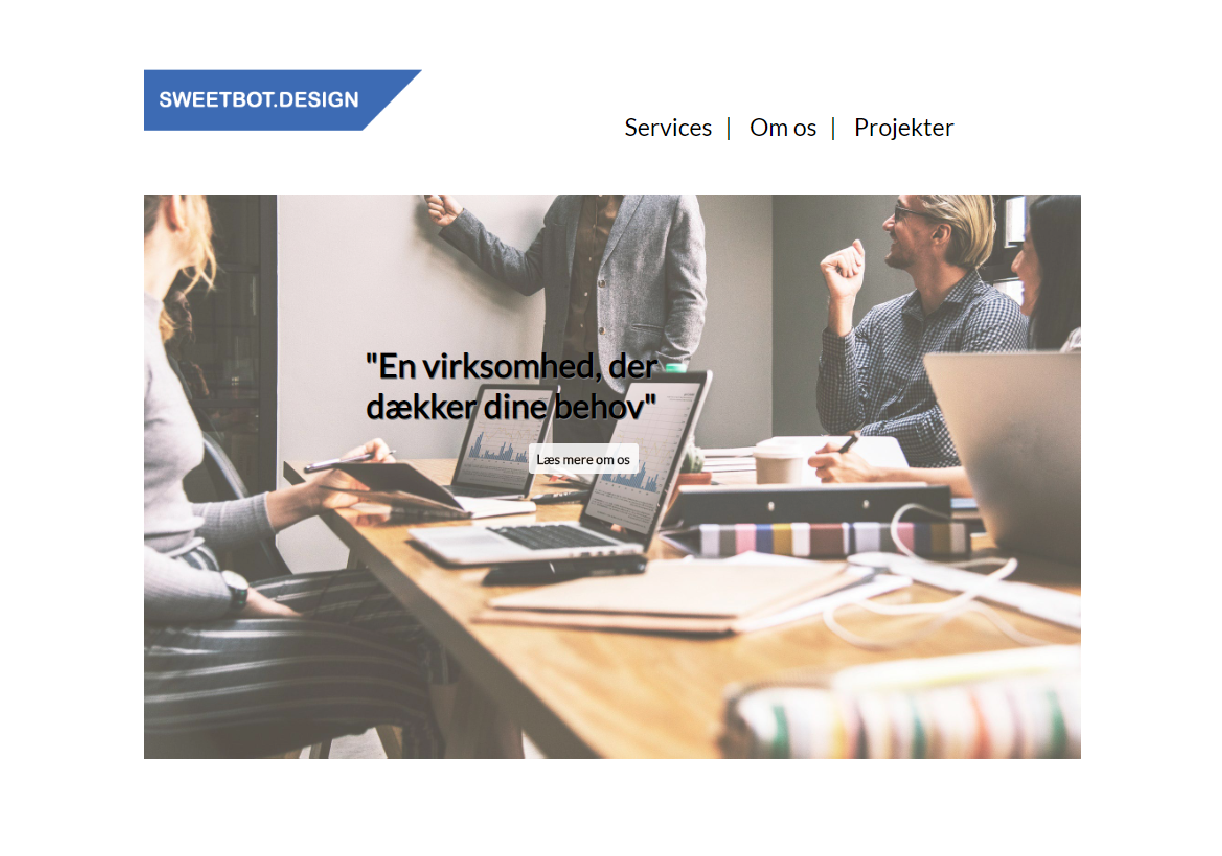 SWEETBOT.DESIGN
Services | Om os | Projekter
"En virksomhed, der
dækker dine behov"
Læs mere om os